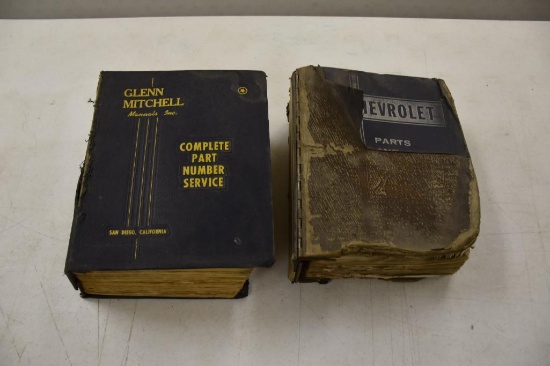 GLENN
MITCHELL
Manuals Inc.
COMPLETE
PART
NUMBER
SERVICE
SAN DIEGO, CALIFORNIA
HEVROLET
PARTS